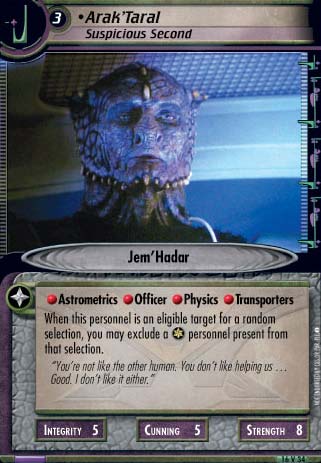 3
•Arak'Taral
Suspicious Second
Jem'Hadar
Astrometrics Officer Physics Transporters
When this personnel is an eligible target for a random
selection, you may exclude a personnel present from
that selection.
"You're not like the other human. You don't like helping us …
Good. I don't like it either."
INTEGRITY 5 CUNNING 5 STRENGTH 8
16 V 54